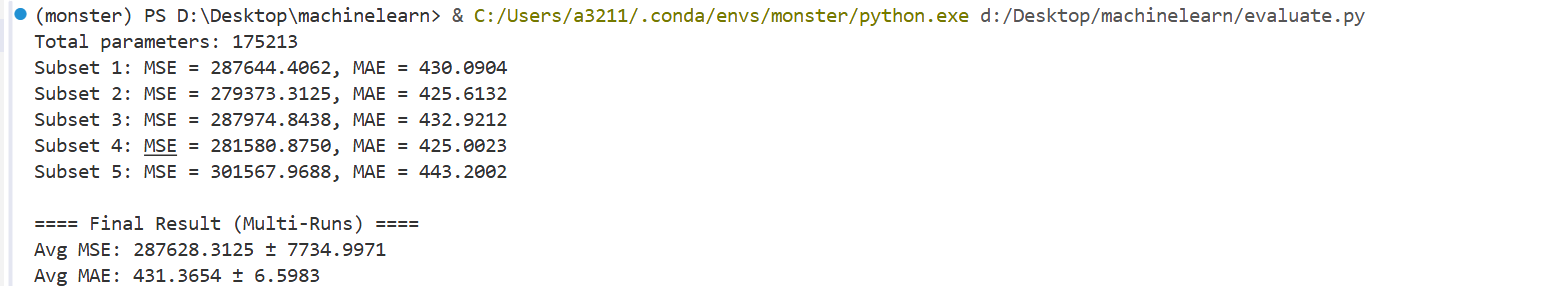 (monster) PS D:\Desktop\machinelearn> & C:/Users/a3211/.conda/envs/monster/python.exe d:/Desktop/machinelearn/evaluate.py
Total parameters: 175213
Subset 1: MSE = 287644.4062, MAE = 430.0904
Subset 2: MSE = 279373.3125, MAE = 425.6132
Subset 3: MSE = 287974.8438, MAE = 432.9212
Subset 4: MSE = 281580.8750, MAE = 425.0023
Subset 5: MSE = 301567.9688, MAE = 443.2002
==== Final Result (Multi-Runs) ====
Avg MSE: 287628.3125 ± 7734.9971
Avg MAE: 431.3654 ± 6.5983